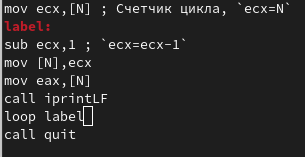 mov ecx,[N] ; Счетчик цикла, `ecx=N`
label:
sub ecx,1 ; `ecx=ecx-1`
mov [N],ecx
mov eax,[N]
call iprintLF
loop label
call quit